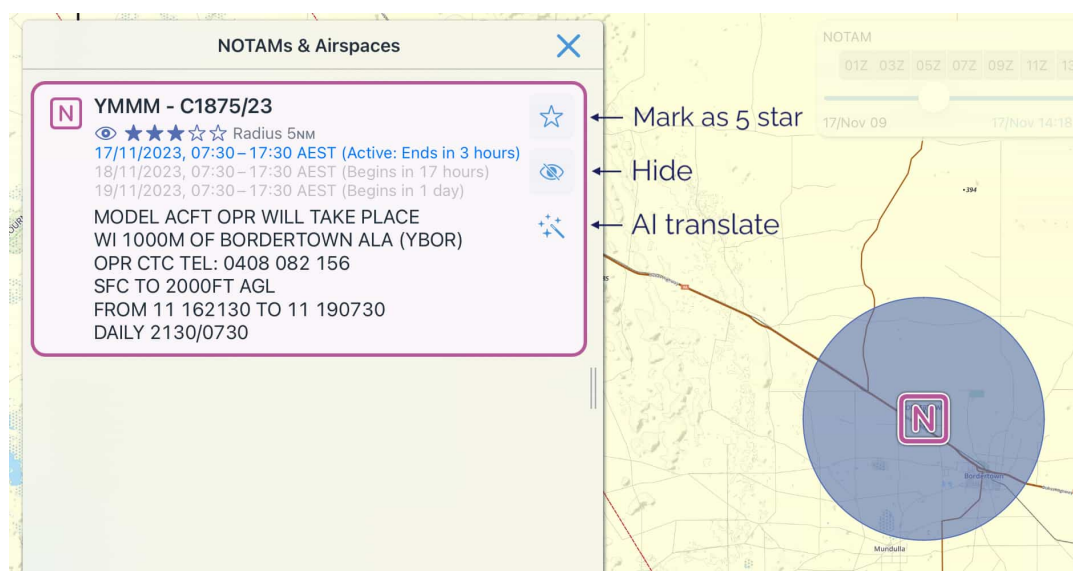 NOTAMs & Airspaces
N
YMMM - C1875/23
Radius 5NM
17/11/2023, 07:30–17:30 AEST (Active: Ends in 3 hours)
18/11/2023, 07:30–17:30 AEST (Begins in 17 hours)
19/11/2023, 07:30–17:30 AEST (Begins in 1 day)
MODEL ACFT OPR WILL TAKE PLACE
WI 1000M OF BORDERTOWN ALA (YBOR)
OPR CTC TEL: 0408 082 156
SFC TO 2000FT AGL
FROM 11 162130 TO 11 190730
DAILY 2130/0730
Mark as 5 star
Hide
AI translate
NOTAM
01Z 03Z 05Z 07Z 09Z 11Z 13
17/Nov 09
17/Nov 14:18
394
N
Bordertown
Mundulla